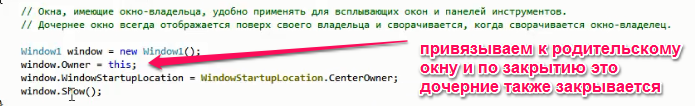 // Окна, имеющие окно-владельца, удобно применять для всплывающих окон и панелей инструментов.
// Дочернее окно всегда отображается поверх своего владельца и сворачивается, когда сворачивается окно-владелец.
Window1 window = new Window1();
window.Owner = this;
window.WindowStartupLocation = WindowStartupLocation.CenterOwner;
window.Show();
привязываем к родительскому
окну и по закрытию это
дочерние также закрывается